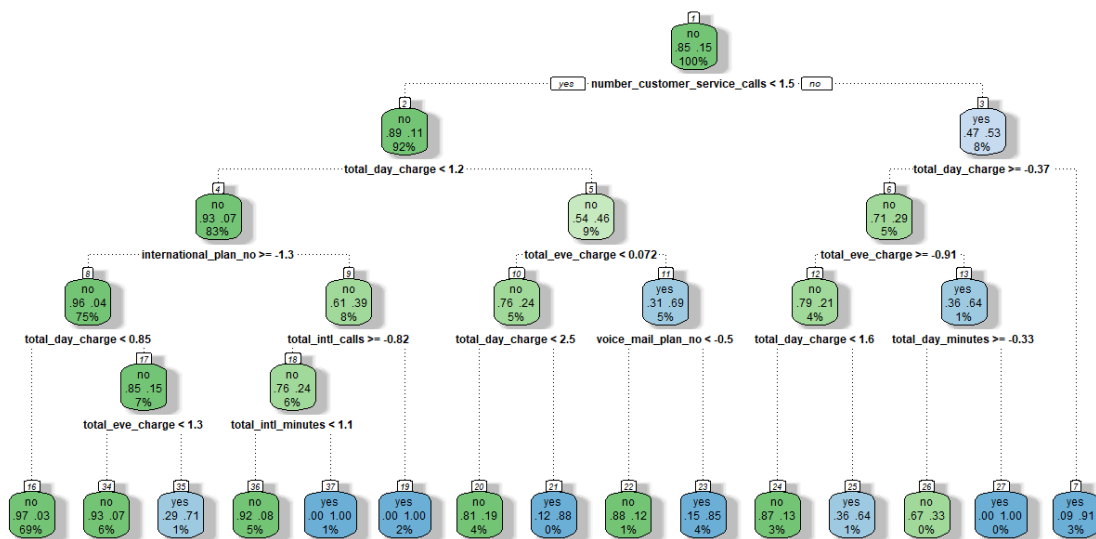 1
no
.85 .15
100%
yes number_customer_service_calls < 1.5 no
2 3
no yes
.89 .11 .47 .53
92% 8%
total_day_charge < 1.2 total_day_charge >= -0.37
4 5 6
no no no
.93 .07 .54 .46 .71 .29
83% 9% 5%
international_plan_no >= -1.3 total_eve_charge < 0.072 total_eve_charge >= -0.91
8 9 10 11 12 13
no no no yes no yes
.96 .04 .61 .39 .76 .24 .31 .69 .79 .21 .36 .64
75% 8% 5% 5% 4% 1%
total_day_charge < 0.85 total_intl_calls >= -0.82 total_day_charge < 2.5 voice_mail_plan_no < -0.5 total_day_charge < 1.6 total_day_minutes >= -0.33
17 18
no no
.85 .15 .76 .24
7% 6%
total_eve_charge < 1.3 total_intl_minutes < 1.1
16 34 35 36 37 19 20 21 22 23 24 25 26 27 7
no no yes no yes yes no yes no yes no yes no yes yes
.97 .03 .93 .07 .29 .71 .92 .08 .00 1.00 .00 1.00 .81 .19 .12 .88 .88 .12 .15 .85 .87 .13 .36 .64 .67 .33 .00 1.00 .09 .91
69% 6% 1% 5% 1% 2% 4% 0% 1% 4% 3% 1% 0% 0% 3%